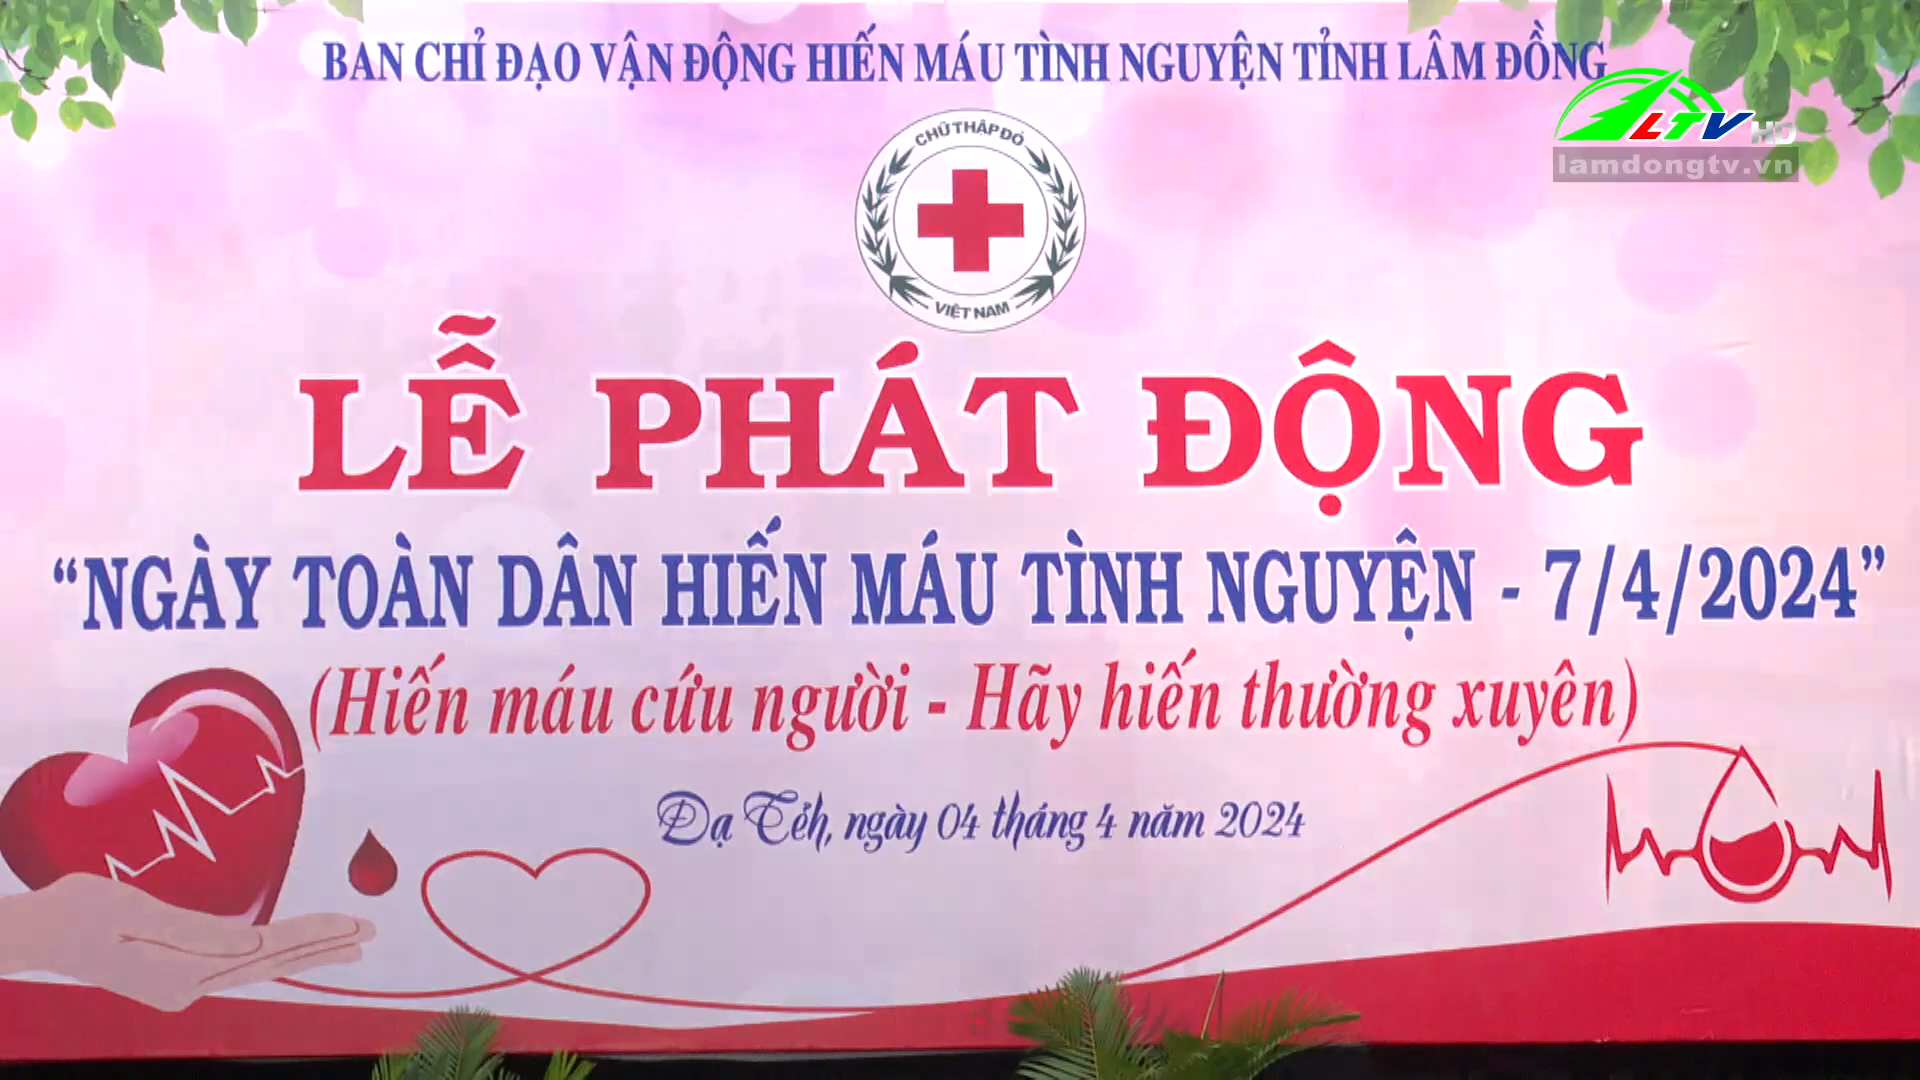 BAN CHỈ ĐẠO VẬN ĐỘNG HIẾN MÁU TÌNH NGUYỆN TỈNH LÂM ĐỒNG
LTV HD
lamdongtv.vn
CHỮ THẬP ĐỎ
VIỆT NAM
LỄ PHÁT ĐỘNG
“NGÀY TOÀN DÂN HIẾN MÁU TÌNH NGUYỆN - 7/4/2024”
(Hiến máu cứu người - Hãy hiến thường xuyên)
Đạ Tẻh, ngày 04 tháng 4 năm 2024